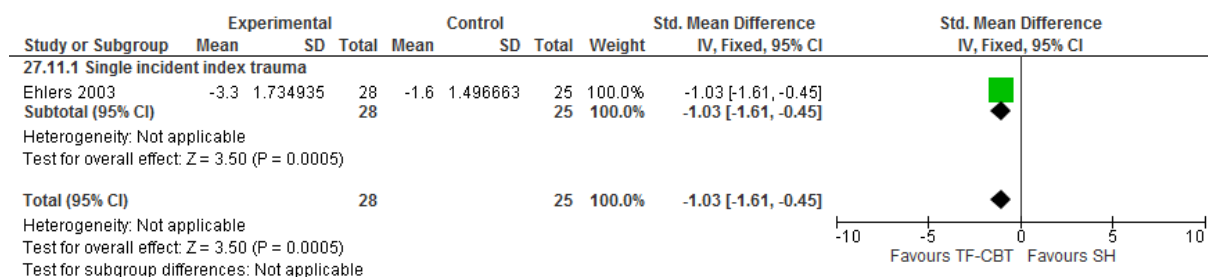 Experimental Control Std. Mean Difference Std. Mean Difference
Study or Subgroup Mean SD Total Mean SD Total Weight IV, Fixed, 95% CI IV, Fixed, 95% CI
27.11.1 Single incident index trauma
Ehlers 2003 -3.3 1.734935 28 -1.6 1.496663 25 100.0% -1.03 [-1.61, -0.45]
Subtotal (95% CI) 28 25 100.0% -1.03 [-1.61, -0.45]
Heterogeneity: Not applicable
Test for overall effect: Z = 3.50 (P = 0.0005)
Total (95% CI) 28 25 100.0% -1.03 [-1.61, -0.45]
Heterogeneity: Not applicable
Test for overall effect: Z = 3.50 (P = 0.0005)
Test for subgroup differences: Not applicable
-10 -5 0 5 10
Favours TF-CBT Favours SH